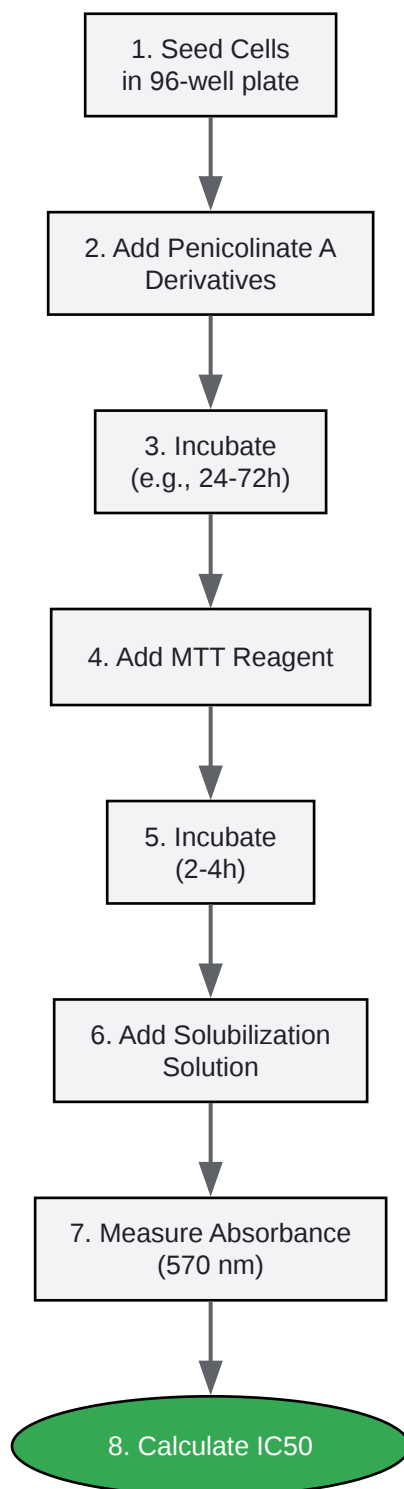 1. Seed Cells
in 96-well plate
2. Add Penicolinate A
Derivatives
3. Incubate
(e.g., 24-72h)
4. Add MTT Reagent
5. Incubate
(2-4h)
6. Add Solubilization
Solution
7. Measure Absorbance
(570 nm)
8. Calculate IC50